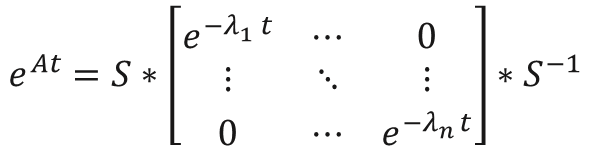 e^{At} = S * [ e^{-λ_1 t} ⋯ 0
⋮ ⋱ ⋮
0 ⋯ e^{-λ_n t} ] * S^{-1}